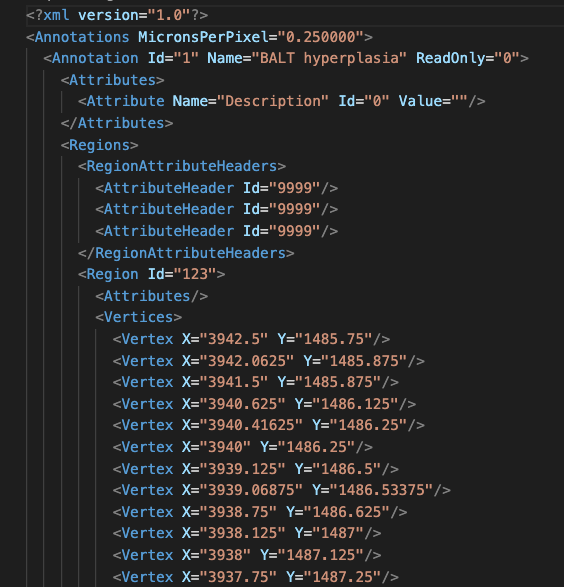 <?xml version="1.0"?>
<Annotations MicronsPerPixel="0.250000">
<Annotation Id="1" Name="BALT hyperplasia" ReadOnly="0">
<Attributes>
<Attribute Name="Description" Id="0" Value=""/>
</Attributes>
<Regions>
<RegionAttributeHeaders>
<AttributeHeader Id="9999"/>
<AttributeHeader Id="9999"/>
<AttributeHeader Id="9999"/>
</RegionAttributeHeaders>
<Region Id="123">
<Attributes/>
<Vertices>
<Vertex X="3942.5" Y="1485.75"/>
<Vertex X="3942.0625" Y="1485.875"/>
<Vertex X="3941.5" Y="1485.875"/>
<Vertex X="3940.625" Y="1486.125"/>
<Vertex X="3940.41625" Y="1486.25"/>
<Vertex X="3940" Y="1486.25"/>
<Vertex X="3939.125" Y="1486.5"/>
<Vertex X="3939.06875" Y="1486.53375"/>
<Vertex X="3938.75" Y="1486.625"/>
<Vertex X="3938.125" Y="1487"/>
<Vertex X="3938" Y="1487.125"/>
<Vertex X="3937.75" Y="1487.25"/>